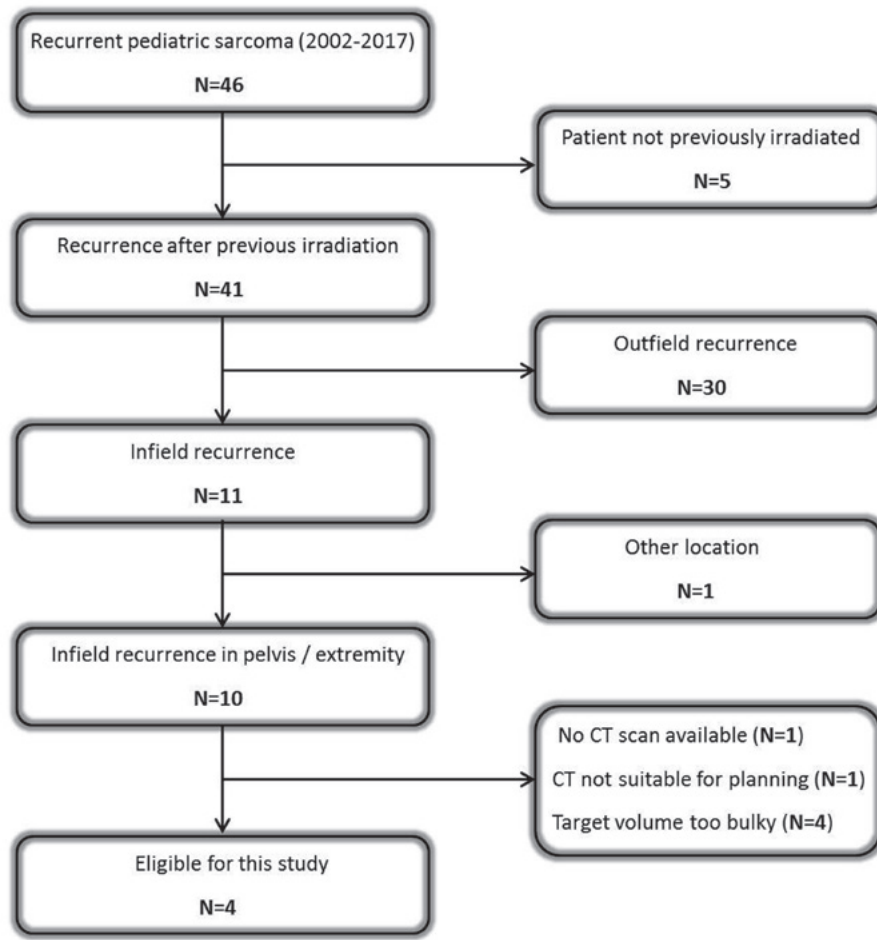 Recurrent pediatric sarcoma (2002-2017)
N=46
Patient not previously irradiated
N=5
Recurrence after previous irradiation
N=41
Outfield recurrence
N=30
Infield recurrence
N=11
Other location
N=1
Infield recurrence in pelvis / extremity
N=10
No CT scan available (N=1)
CT not suitable for planning (N=1)
Target volume too bulky (N=4)
Eligible for this study
N=4